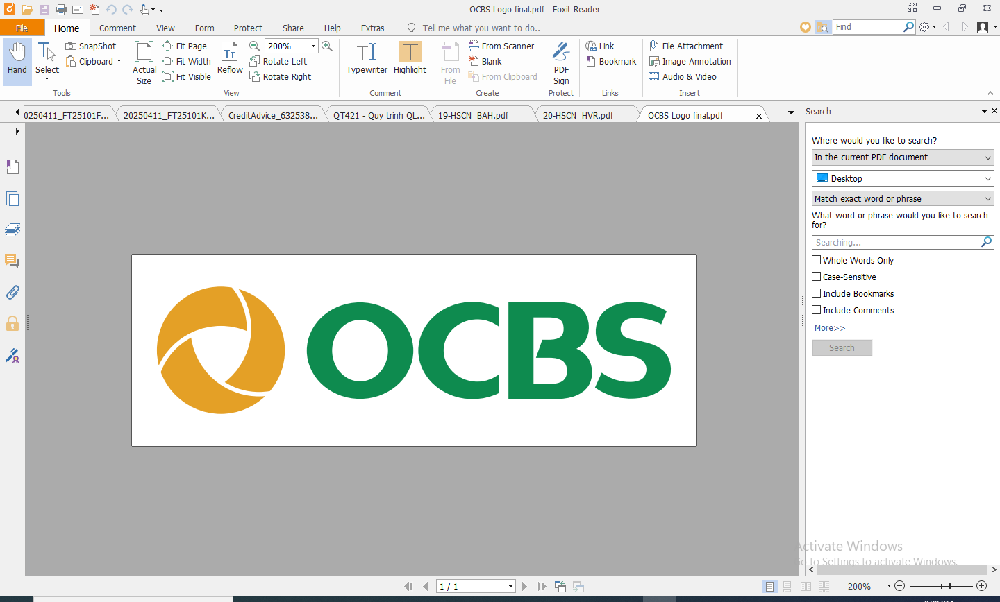 OCBS Logo final.pdf - Foxit Reader
File Home Comment View Form Protect Share Help Extras Tell me what you want to do.. Find
Hand Select SnapShot Clipboard
Tools
Actual Size Fit Page Fit Width Fit Visible Reflow 200% Rotate Left Rotate Right
View
Typewriter Highlight
Comment
From File From Scanner Blank From Clipboard
Create
PDF Sign
Protect
Link Bookmark
Links
File Attachment Image Annotation Audio & Video
Insert
0250411_FT25101F... 20250411_FT25101K... CreditAdvice_632538... QT421 - Quy trinh QL... 19-HSCN BAH.pdf 20-HSCN HVR.pdf OCBS Logo final.pdf
OCBS
Search
Where would you like to search?
In the current PDF document
Desktop
Match exact word or phrase
What word or phrase would you like to search
for?
Searching...
Whole Words Only
Case-Sensitive
Include Bookmarks
Include Comments
More>>
Search
Activate Windows
Go to Settings to activate Windows.
1 / 1
200%